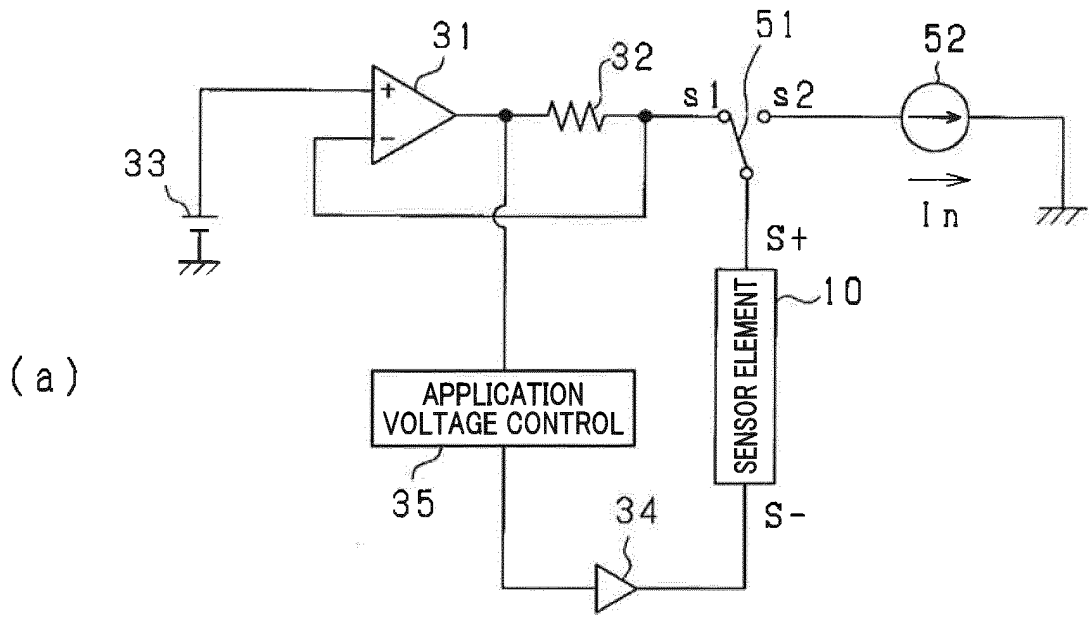 31
32
51
52
s1
s2
+
-
33
In
S+
10
SENSOR ELEMENT
(a)
APPLICATION
VOLTAGE CONTROL
35
34
S-